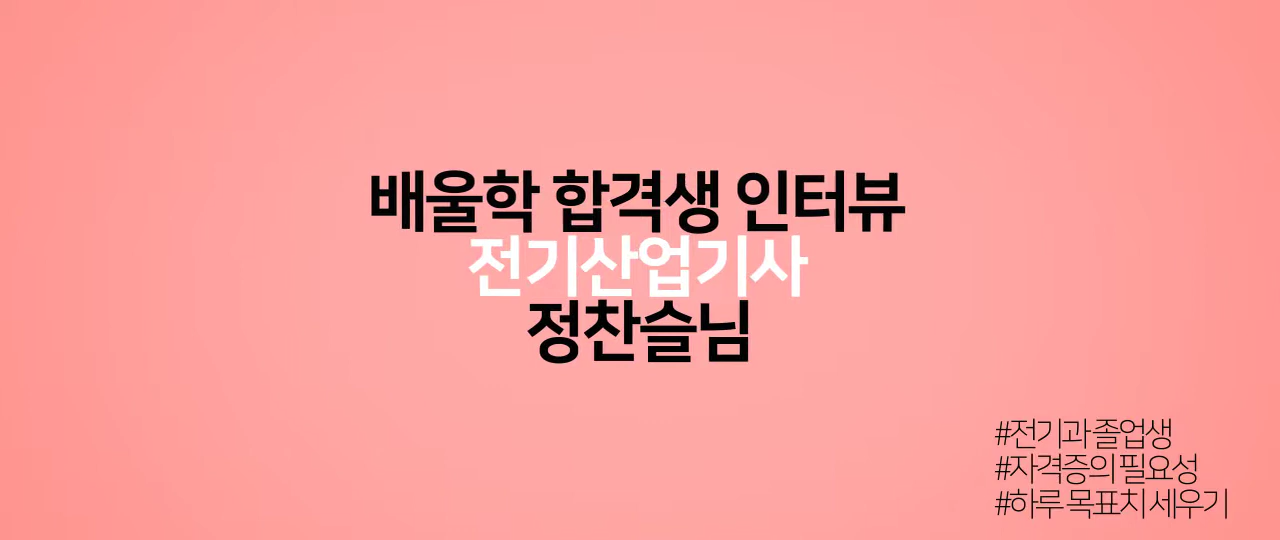 배울학 합격생 인터뷰
전기산업기사
정찬슬님
#전기과 졸업생
#자격증의 필요성
#하루 목표치 세우기